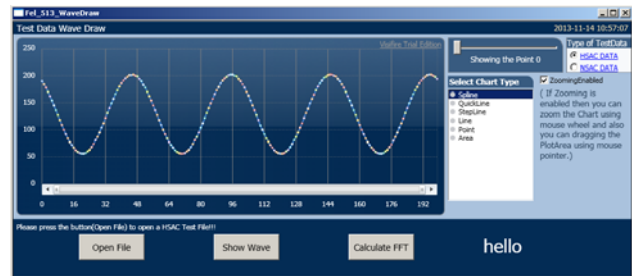 Fel_513_WaveDraw
Test Data Wave Draw
2013-11-14 10:57:07
Visifire Trial Edition
250
200
150
100
50
0
0 16 32 48 64 80 96 112 128 144 160 176 192
Showing the Point 0
Type of TestData
HSAC DATA
NSAC DATA
Select Chart Type
Spline
QuickLine
StepLine
Line
Point
Area
ZoomingEnabled
( If Zooming is
enabled then you can
zoom the Chart using
mouse wheel and also
you can dragging the
PlotArea using mouse
pointer.)
Please press the button(Open File) to open a HSAC Test File!!!
Open File
Show Wave
Calculate FFT
hello